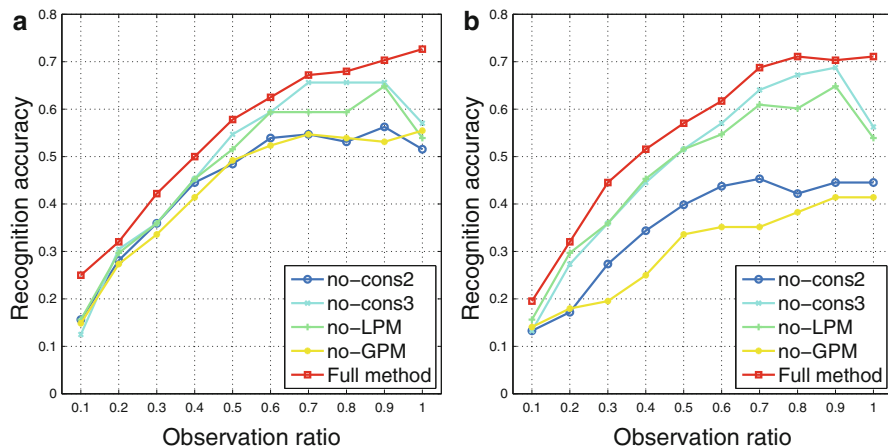 a
0.8
0.7
0.6
0.5
0.4
0.3
0.2
0.1
0
Recognition accuracy
no-cons2
no-cons3
no-LPM
no-GPM
Full method
0.1 0.2 0.3 0.4 0.5 0.6 0.7 0.8 0.9 1
Observation ratio
b
0.8
0.7
0.6
0.5
0.4
0.3
0.2
0.1
0
Recognition accuracy
no-cons2
no-cons3
no-LPM
no-GPM
Full method
0.1 0.2 0.3 0.4 0.5 0.6 0.7 0.8 0.9 1
Observation ratio